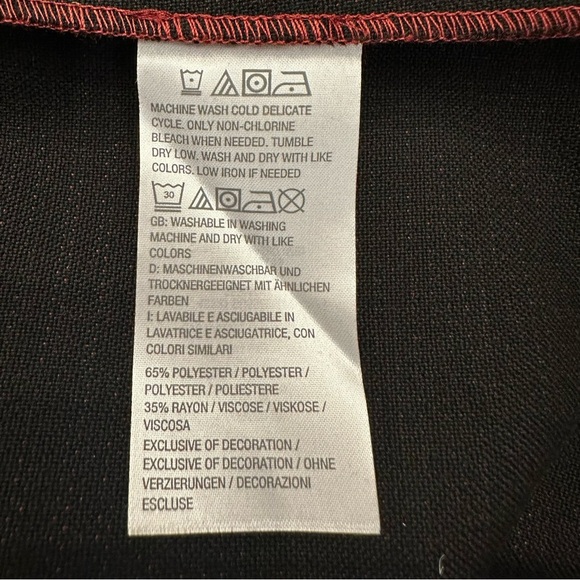 MACHINE WASH COLD DELICATE
CYCLE. ONLY NON-CHLORINE
BLEACH WHEN NEEDED. TUMBLE
DRY LOW. WASH AND DRY WITH LIKE
COLORS. LOW IRON IF NEEDED
30
GB: WASHABLE IN WASHING
MACHINE AND DRY WITH LIKE
COLORS
D: MASCHINENWASCHBAR UND
TROCKNERGEEIGNET MIT ÄHNLICHEN
FARBEN
I: LAVABILE E ASCIUGABILE IN
LAVATRICE E ASCIUGATRICE, CON
COLORI SIMILARI
65% POLYESTER / POLYESTER /
POLYESTER / POLIESTERE
35% RAYON / VISCOSE / VISKOSE /
VISCOSA
EXCLUSIVE OF DECORATION /
EXCLUSIVE OF DECORATION / OHNE
VERZIERUNGEN / DECORAZIONI
ESCLUSE